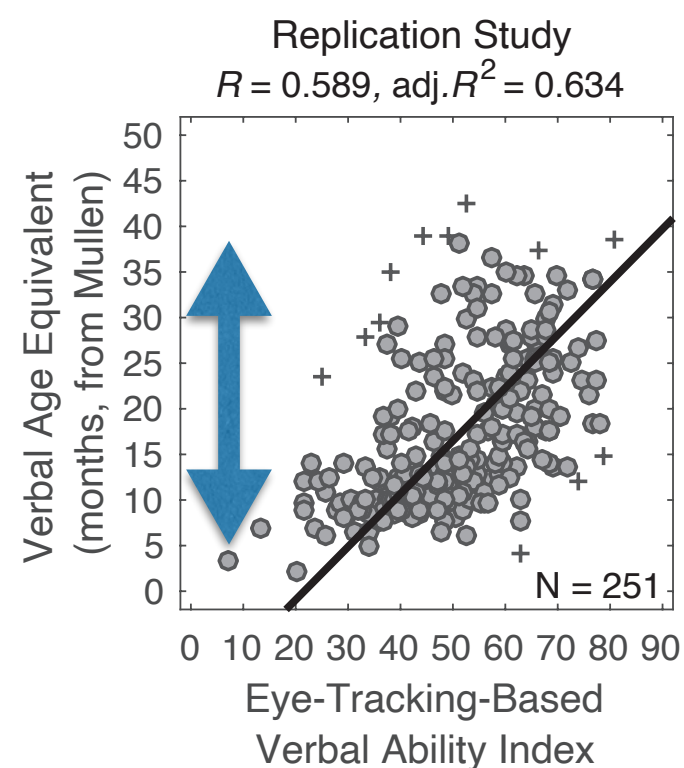 Replication Study
R = 0.589, adj.R² = 0.634
Verbal Age Equivalent
(months, from Mullen)
50
45
40
35
30
25
20
15
10
5
0
N = 251
0 10 20 30 40 50 60 70 80 90
Eye-Tracking-Based
Verbal Ability Index